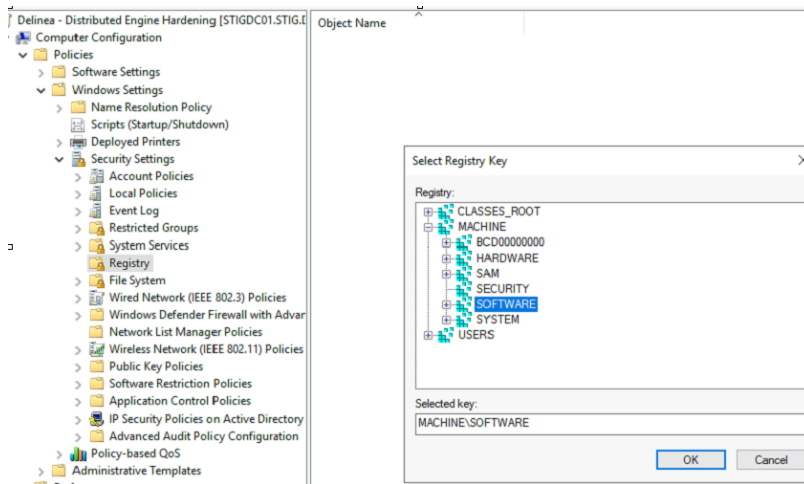 Delinea - Distributed Engine Hardening [STIGDC01.STIG.D
Computer Configuration
Policies
Software Settings
Windows Settings
Name Resolution Policy
Scripts (Startup/Shutdown)
Deployed Printers
Security Settings
Account Policies
Local Policies
Event Log
Restricted Groups
System Services
Registry
File System
Wired Network (IEEE 802.3) Policies
Windows Defender Firewall with Advan
Network List Manager Policies
Wireless Network (IEEE 802.11) Policies
Public Key Policies
Software Restriction Policies
Application Control Policies
IP Security Policies on Active Directory
Advanced Audit Policy Configuration
Policy-based QoS
Administrative Templates
Object Name
Select Registry Key
Registry:
CLASSES_ROOT
MACHINE
BCD00000000
HARDWARE
SAM
SECURITY
SOFTWARE
SYSTEM
USERS
Selected key:
MACHINE\SOFTWARE
OK Cancel